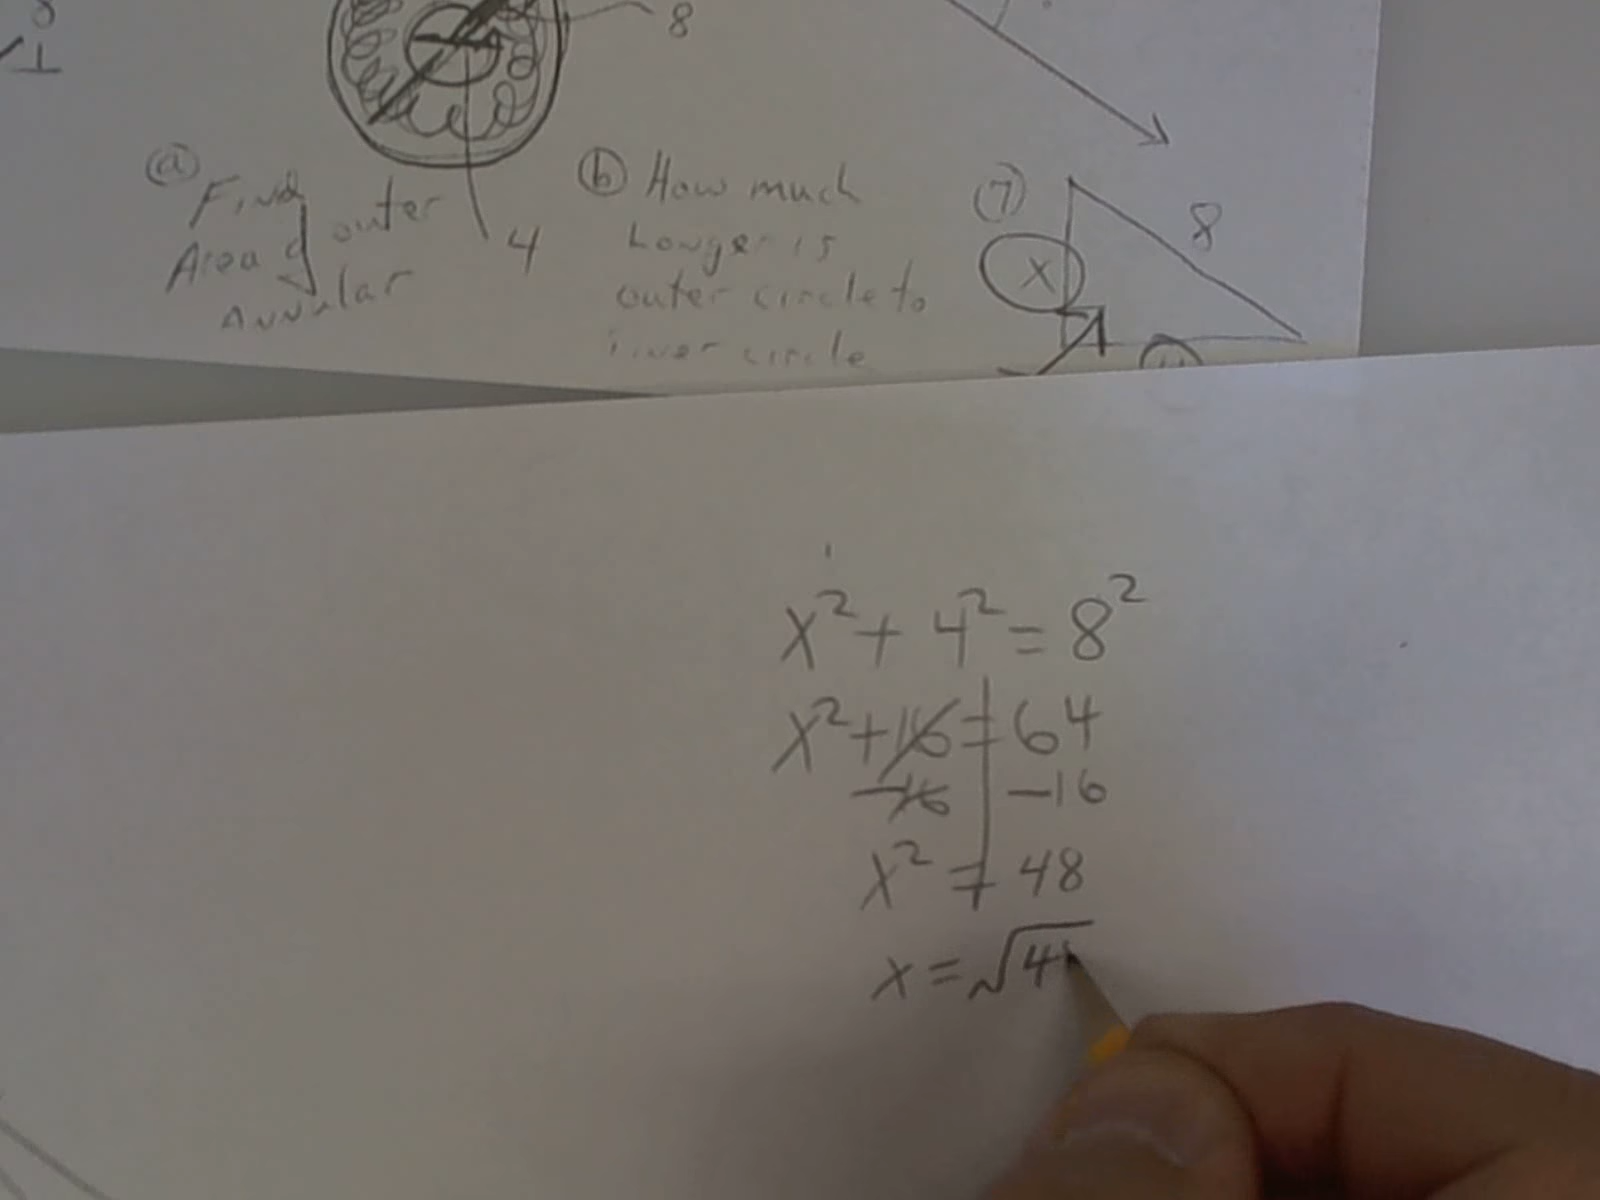 8
4
ⓐ Find
Area of outer
Annular
ⓑ How much
Longer is
outer circle to
inner circle
⑦
8
X
x² + 4² = 8²
x² + 16 = 64
-16 -16
x² = 48
x = √4